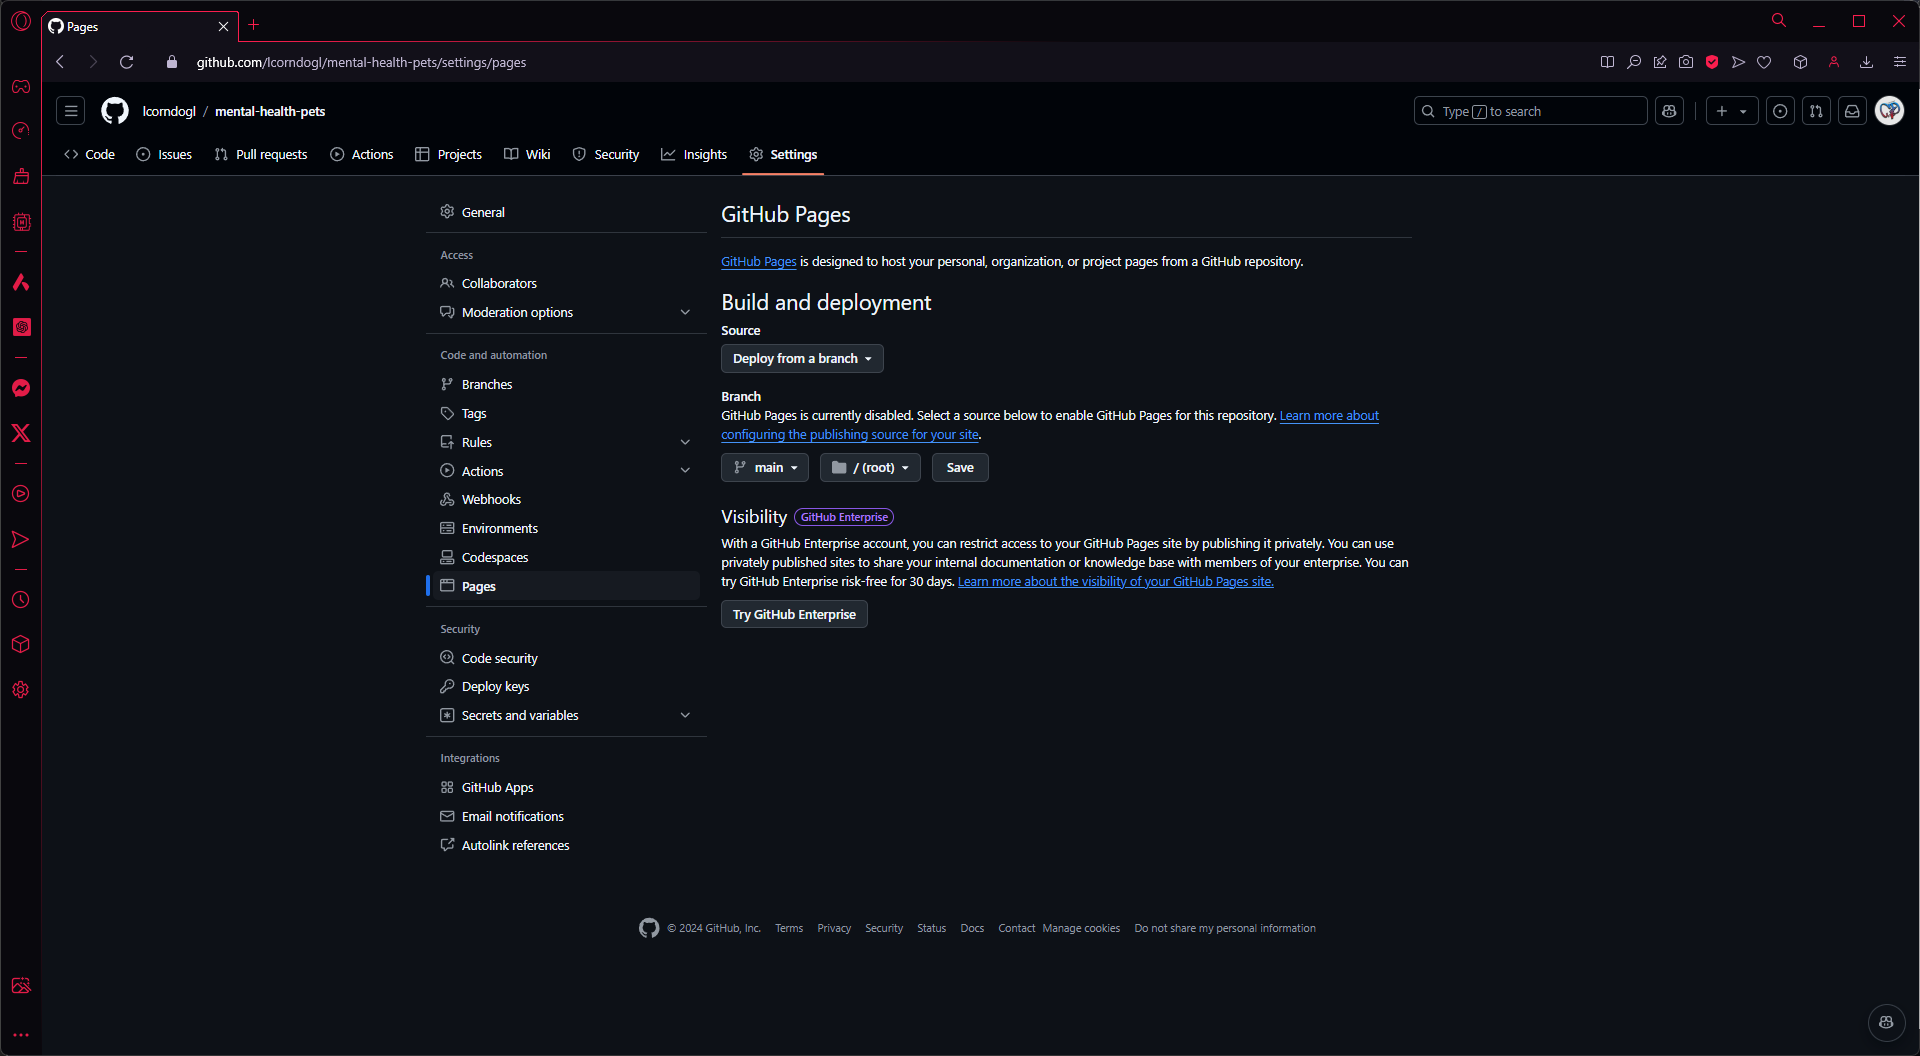 Pages
github.com/lcorndogl/mental-health-pets/settings/pages
lcorndogl / mental-health-pets
Type / to search
Code Issues Pull requests Actions Projects Wiki Security Insights Settings
General
Access
Collaborators
Moderation options
Code and automation
Branches
Tags
Rules
Actions
Webhooks
Environments
Codespaces
Pages
Security
Code security
Deploy keys
Secrets and variables
Integrations
GitHub Apps
Email notifications
Autolink references
GitHub Pages
GitHub Pages is designed to host your personal, organization, or project pages from a GitHub repository.
Build and deployment
Source
Deploy from a branch
Branch
GitHub Pages is currently disabled. Select a source below to enable GitHub Pages for this repository. Learn more about
configuring the publishing source for your site.
main / (root) Save
Visibility GitHub Enterprise
With a GitHub Enterprise account, you can restrict access to your GitHub Pages site by publishing it privately. You can use
privately published sites to share your internal documentation or knowledge base with members of your enterprise. You can
try GitHub Enterprise risk-free for 30 days. Learn more about the visibility of your GitHub Pages site.
Try GitHub Enterprise
© 2024 GitHub, Inc. Terms Privacy Security Status Docs Contact Manage cookies Do not share my personal information